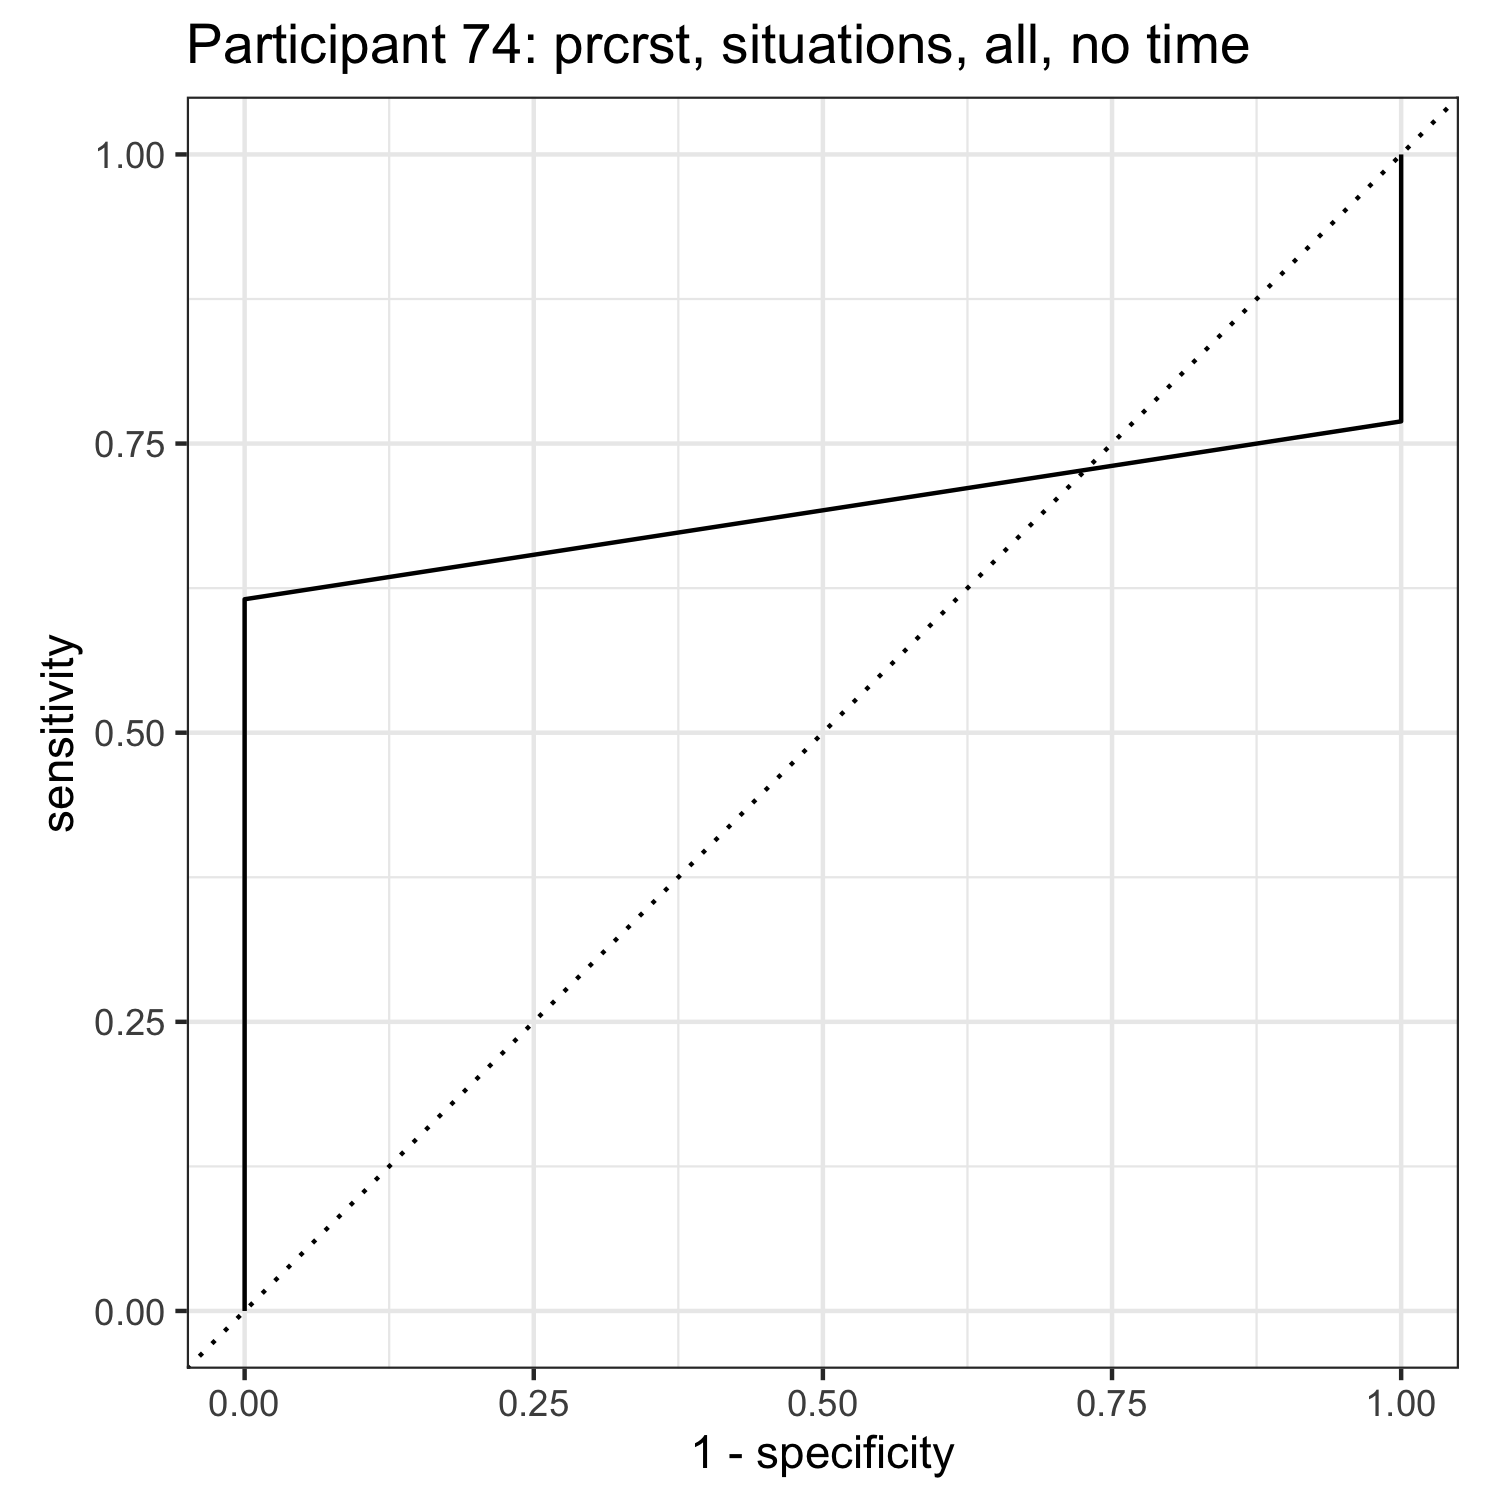 Participant 74: prcrst, situations, all, no time
1.00
0.75
0.50
0.25
0.00
sensitivity
0.00 0.25 0.50 0.75 1.00
1 - specificity